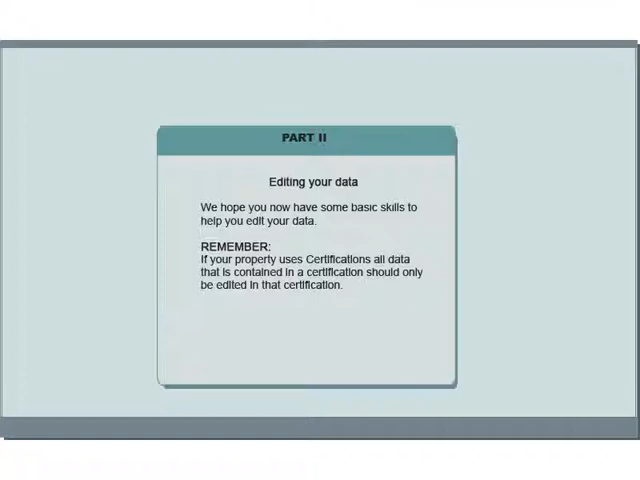 PART II
Editing your data
We hope you now have some basic skills to
help you edit your data.
REMEMBER:
If your property uses Certifications all data
that is contained in a certification should only
be edited in that certification.